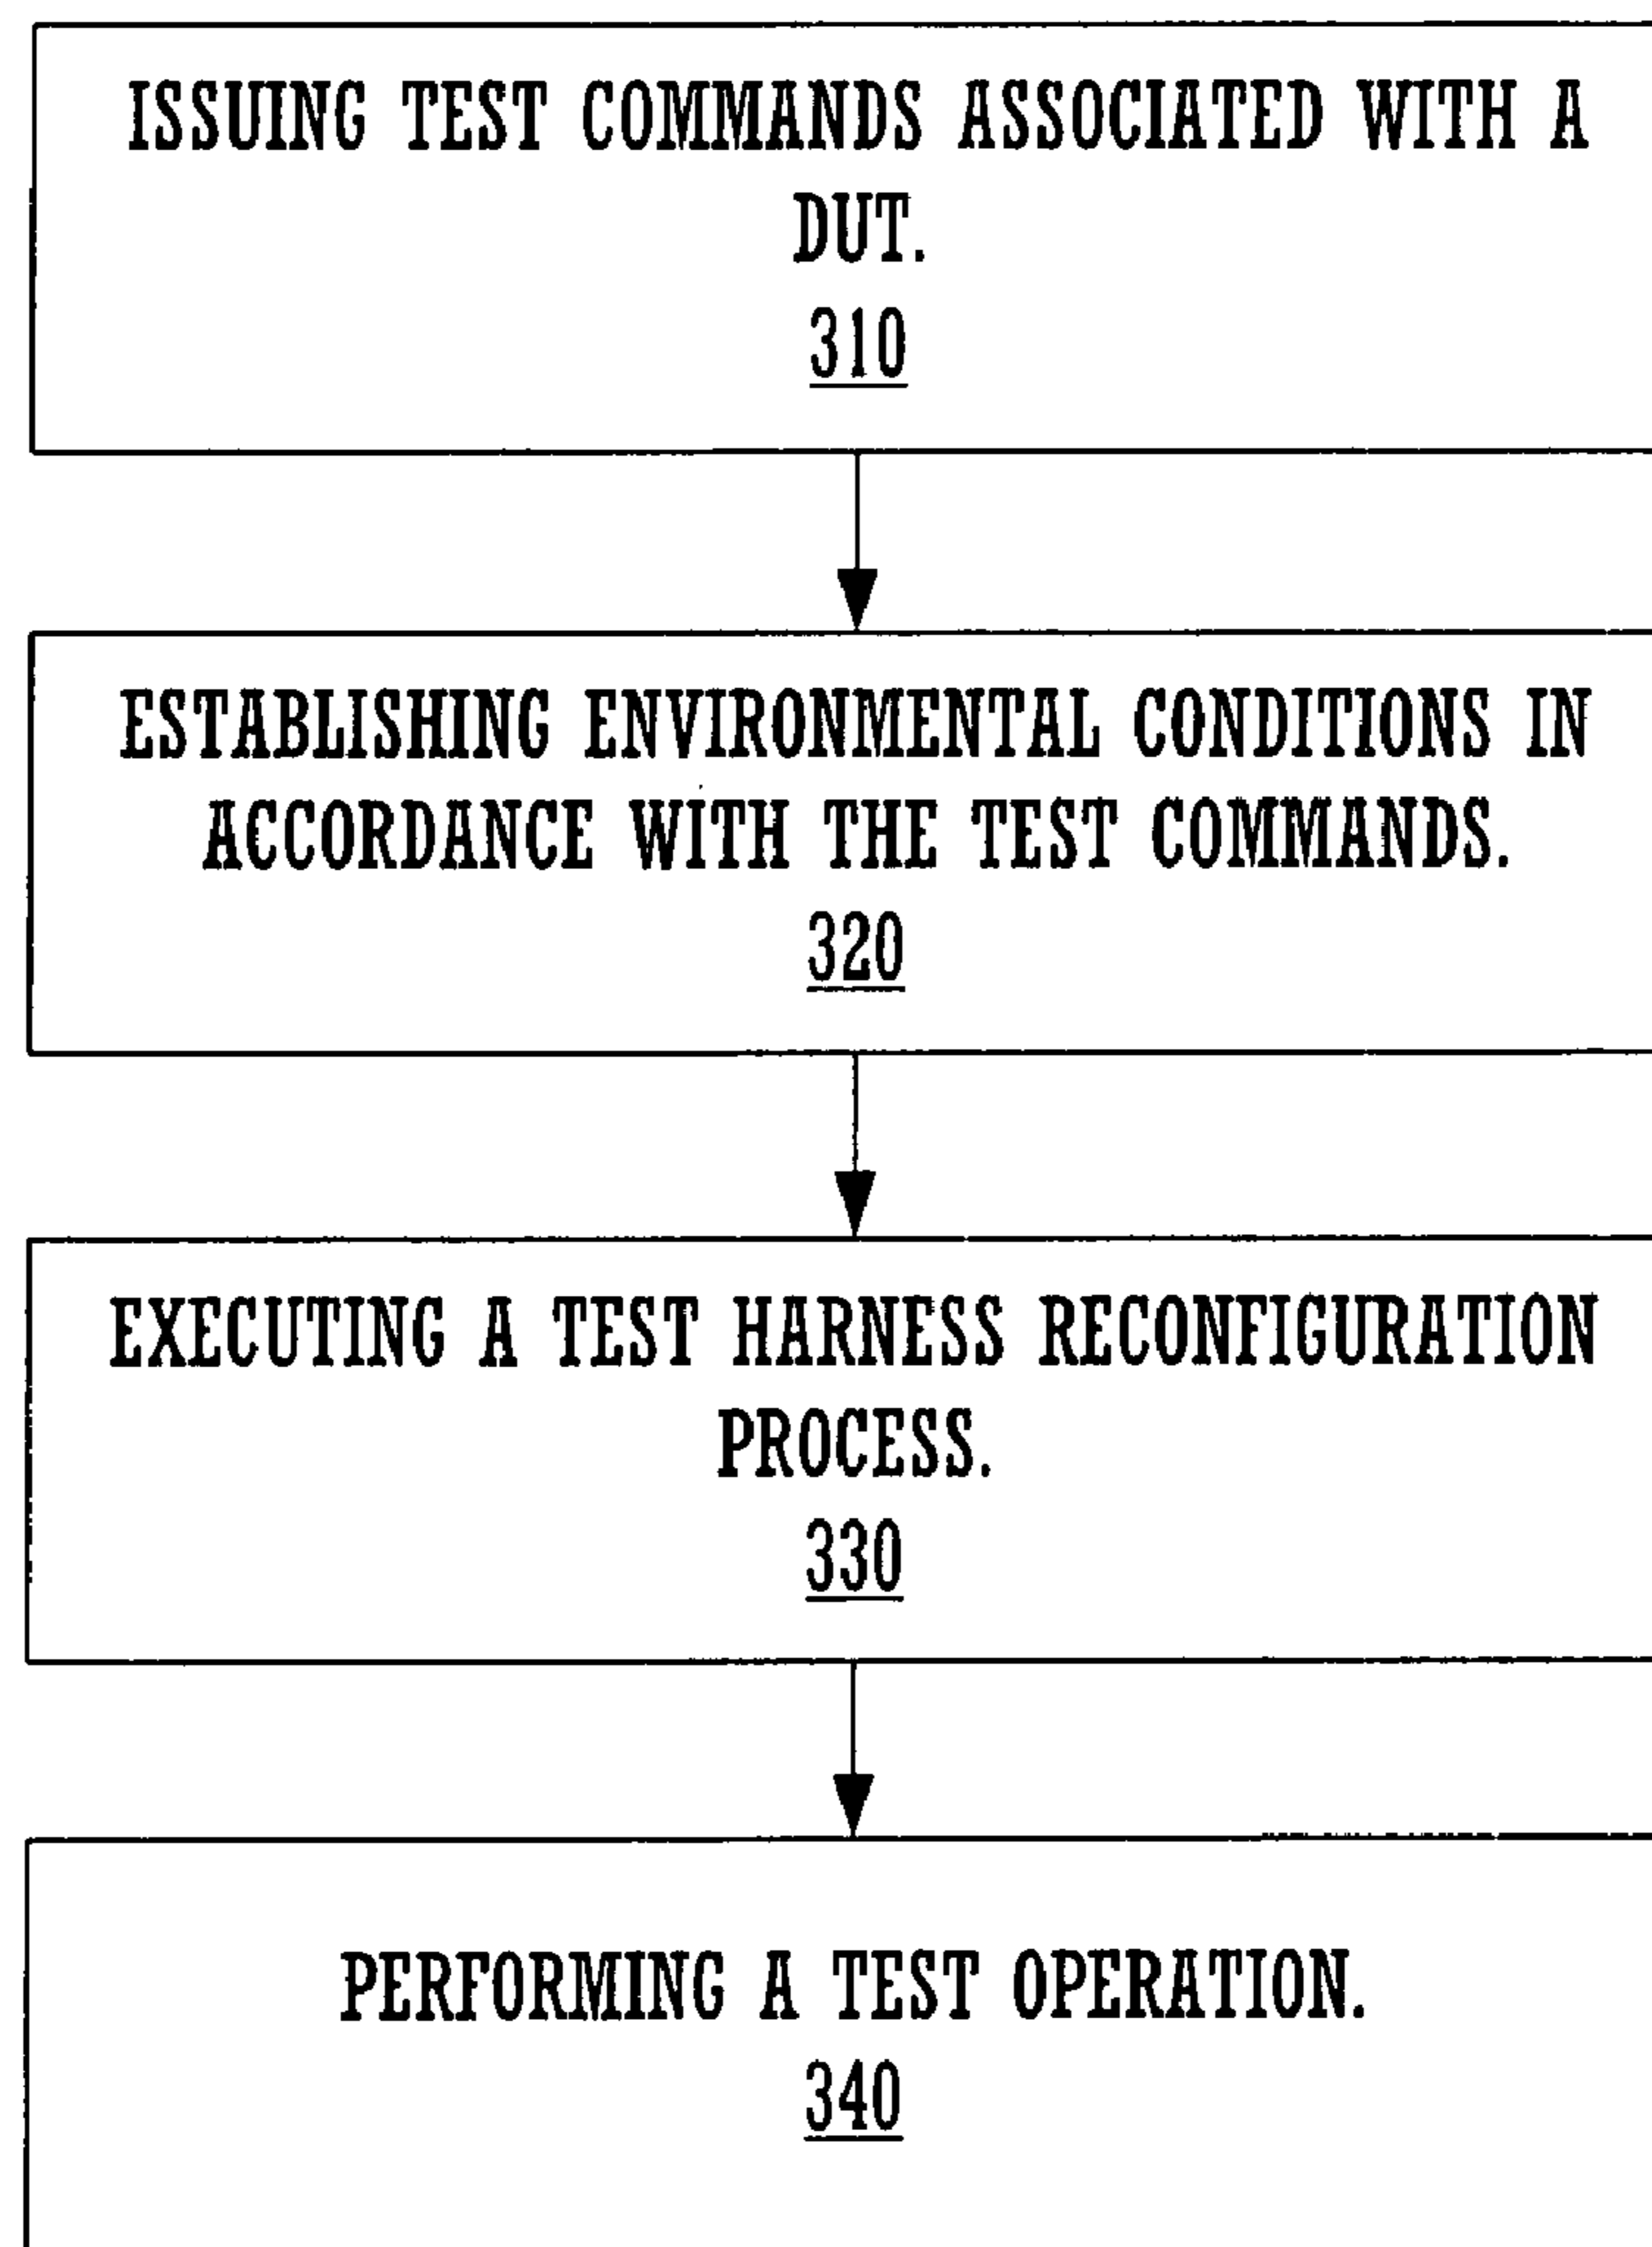 ISSUING TEST COMMANDS ASSOCIATED WITH A
DUT.
310
ESTABLISHING ENVIRONMENTAL CONDITIONS IN
ACCORDANCE WITH THE TEST COMMANDS.
320
EXECUTING A TEST HARNESS RECONFIGURATION
PROCESS.
330
PERFORMING A TEST OPERATION.
340